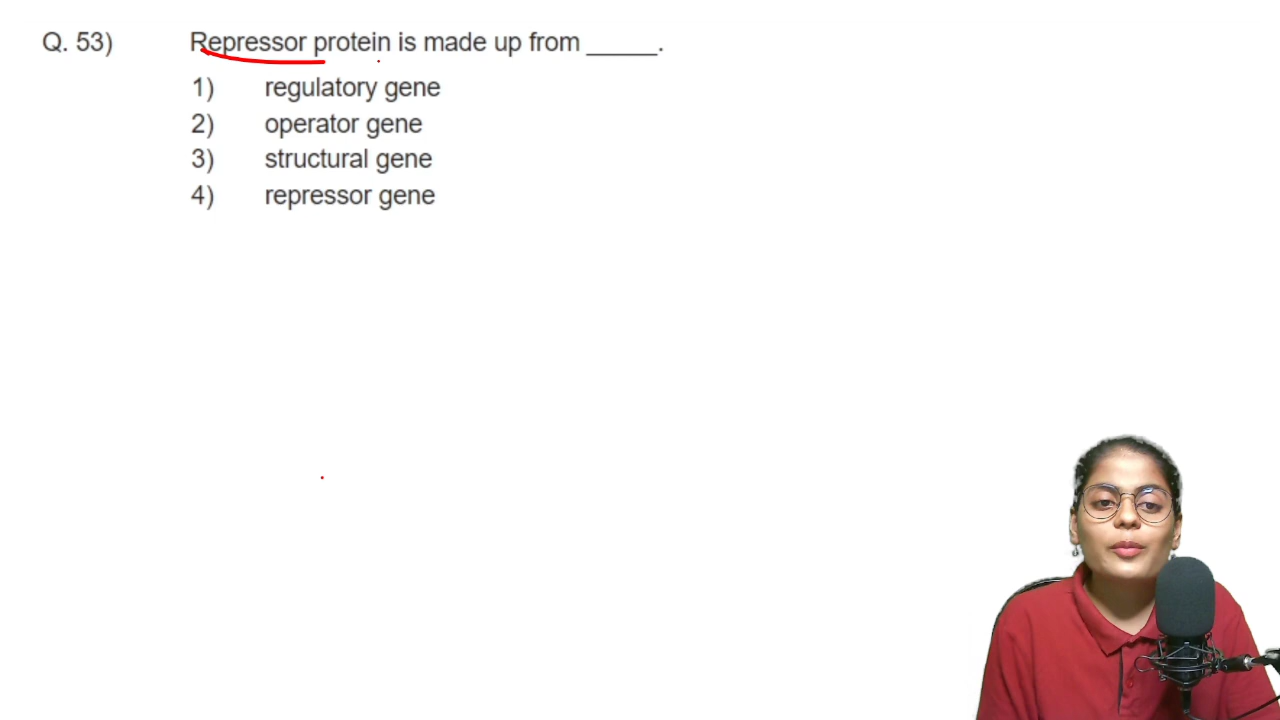 Q. 53) Repressor protein is made up from _____.
1) regulatory gene
2) operator gene
3) structural gene
4) repressor gene